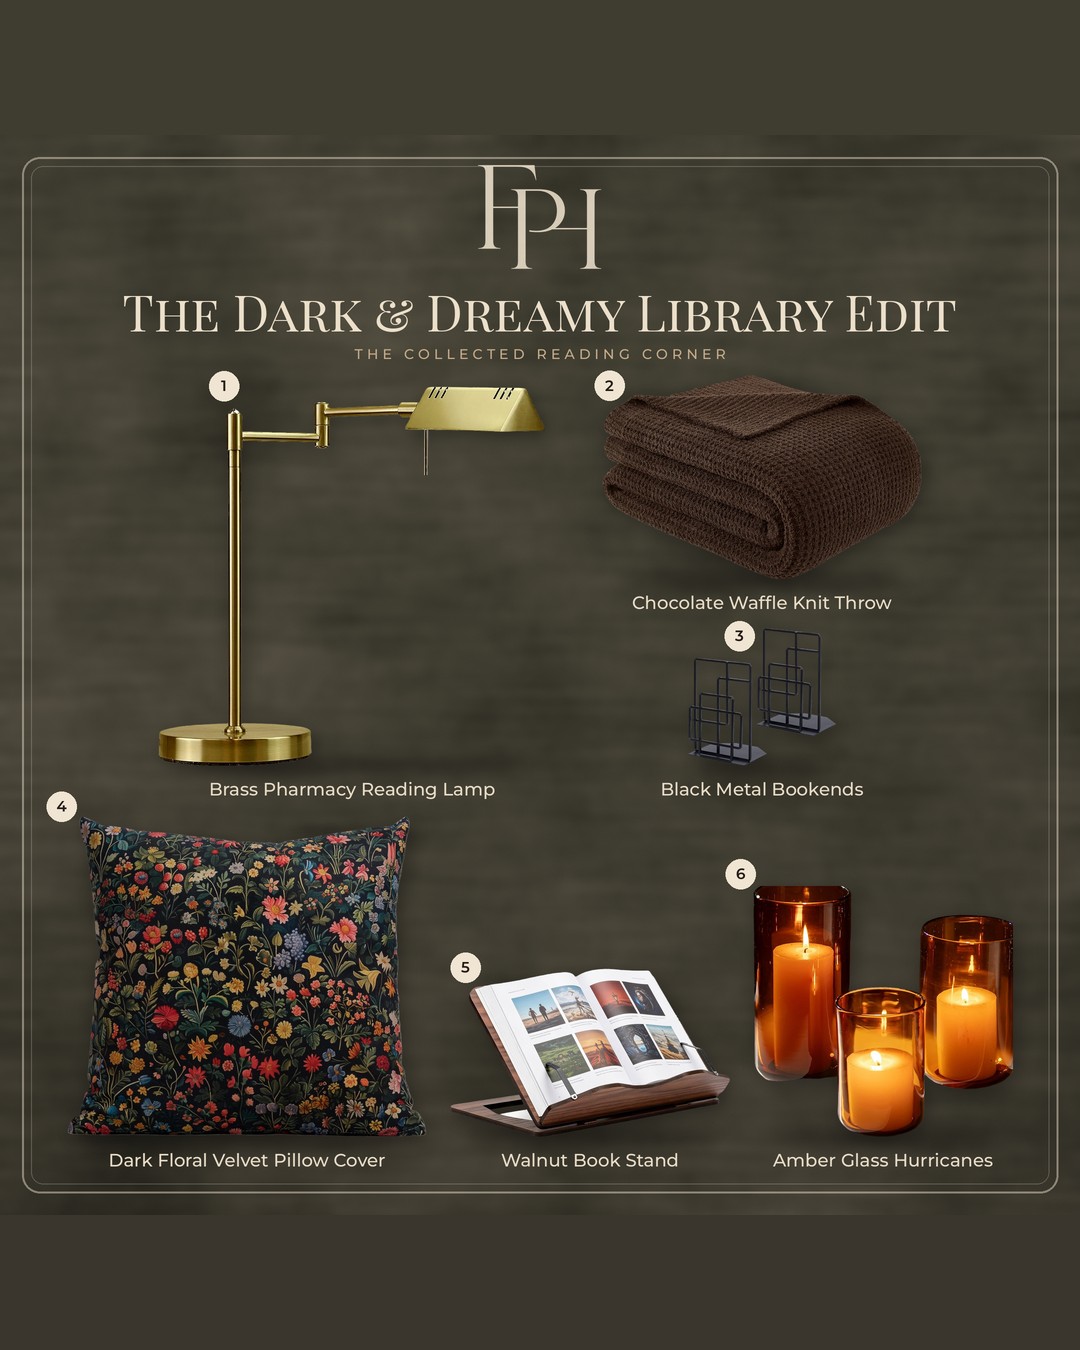 FPH
THE DARK & DREAMY LIBRARY EDIT
THE COLLECTED READING CORNER
1
2
Chocolate Waffle Knit Throw
3
Brass Pharmacy Reading Lamp
Black Metal Bookends
4
6
5
Dark Floral Velvet Pillow Cover
Walnut Book Stand
Amber Glass Hurricanes